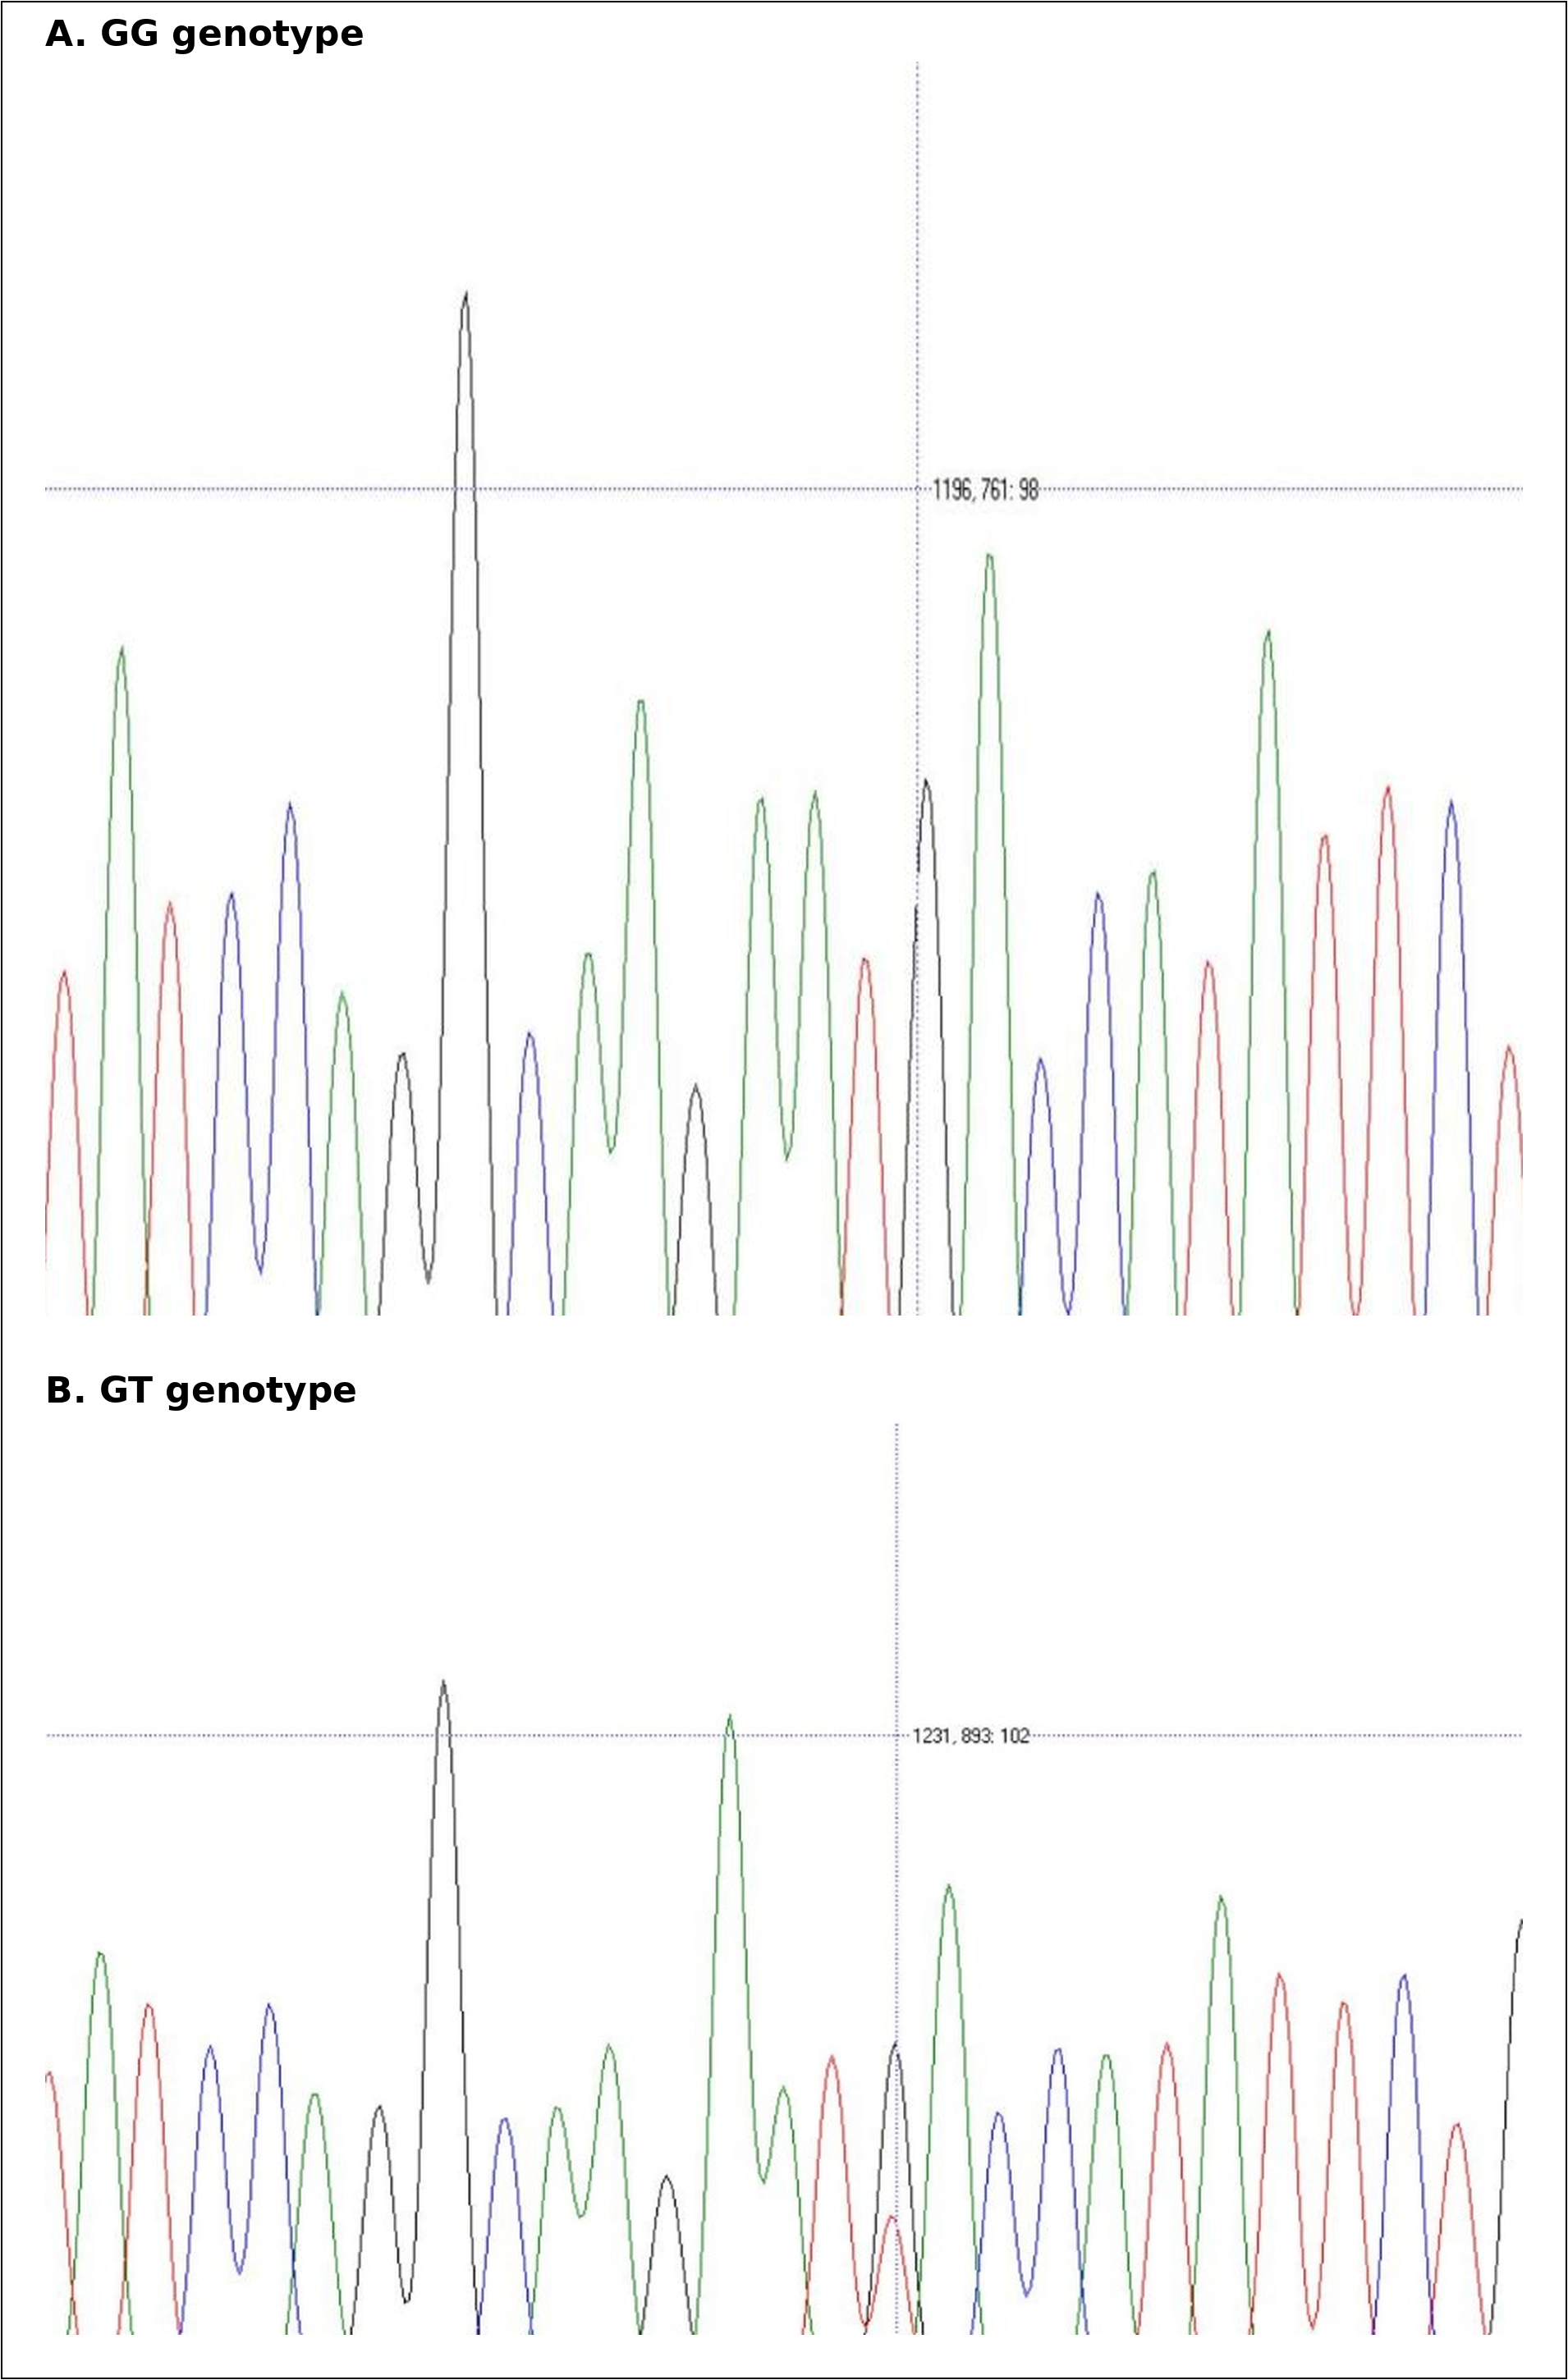 A. GG genotype
1196, 761: 98
B. GT genotype
1231, 893: 102